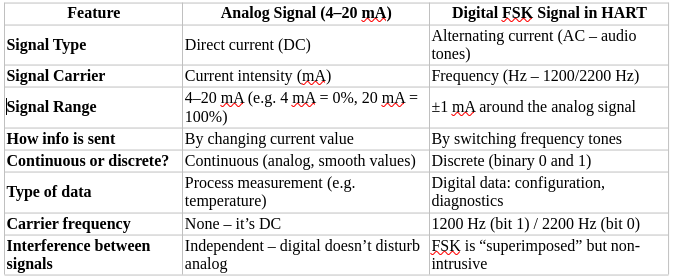 Feature Analog Signal (4–20 mA) Digital FSK Signal in HART
Signal Type Direct current (DC) Alternating current (AC – audio
tones)
Signal Carrier Current intensity (mA) Frequency (Hz – 1200/2200 Hz)
Signal Range 4–20 mA (e.g. 4 mA = 0%, 20 mA =
100%) ±1 mA around the analog signal
How info is sent By changing current value By switching frequency tones
Continuous or discrete? Continuous (analog, smooth values) Discrete (binary 0 and 1)
Type of data Process measurement (e.g.
temperature) Digital data: configuration,
diagnostics
Carrier frequency None – it’s DC 1200 Hz (bit 1) / 2200 Hz (bit 0)
Interference between
signals Independent – digital doesn’t disturb
analog FSK is “superimposed” but non-
intrusive